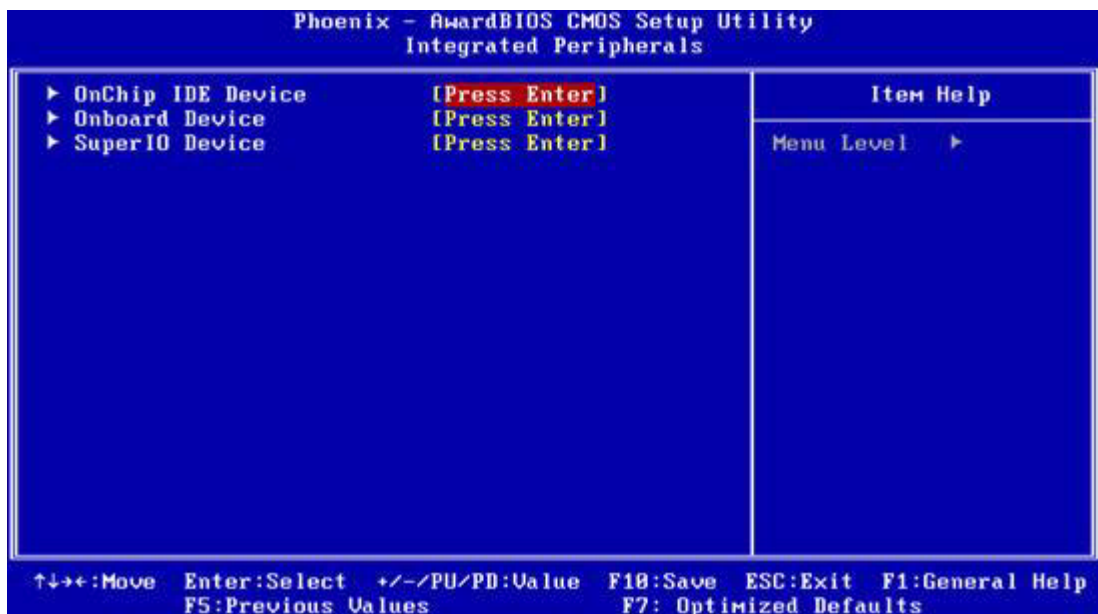 Phoenix - AwardBIOS CMOS Setup Utility
Integrated Peripherals
► OnChip IDE Device [Press Enter]
► Onboard Device [Press Enter]
► SuperIO Device [Press Enter]
Item Help
Menu Level ►
↑↓→←:Move Enter:Select +/-/PU/PD:Value F10:Save ESC:Exit F1:General Help
F5:Previous Values F7: Optimized Defaults